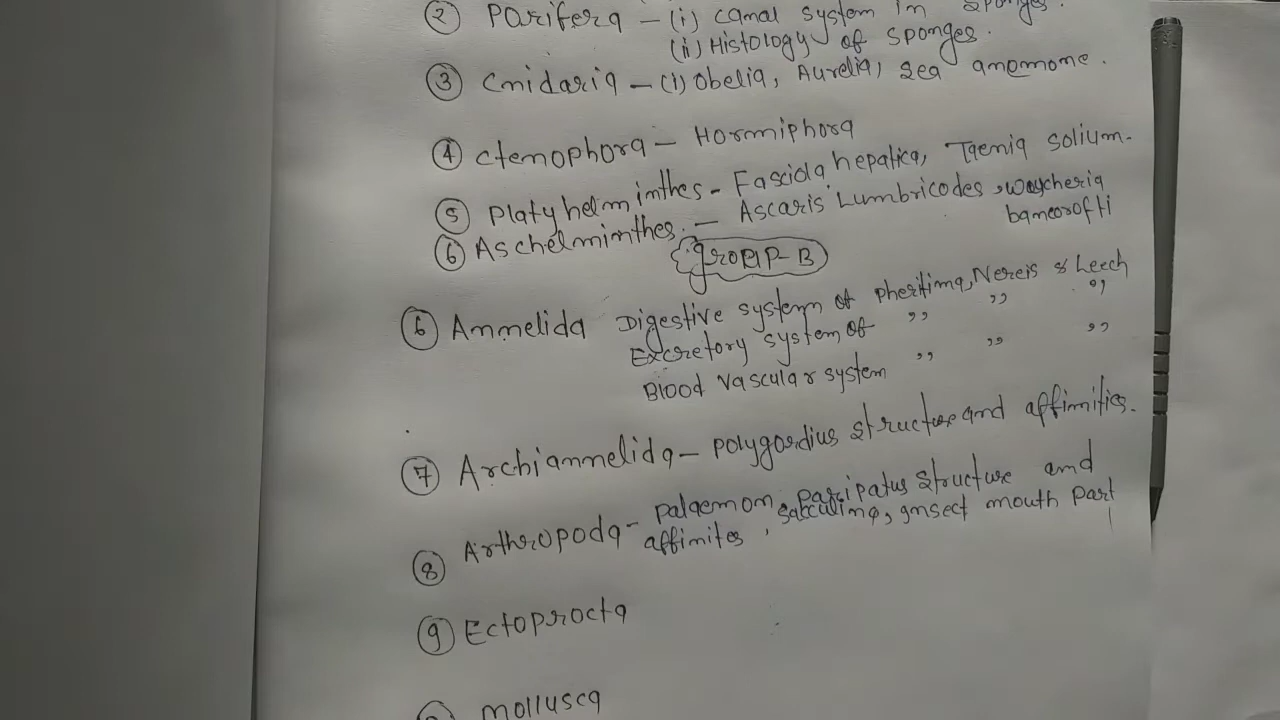 ② Porifera - (i) canal system in sponges.
(ii) Histology of sponges.
③ Cnidaria - (i) Obelia, Aurelia, sea anemone.
④ ctenophora - Hormiphora
⑤ Platyhelminthes - Fasciola hepatica, Taenia solium.
⑥ Aschelminthes. - Ascaris Lumbricodes, waycheria
bancrofti
Group-B
⑥ Annelida Digestive system of pheritima, Nereis & Leech
Excretory system of ,, ,, ,,
Blood vascular system ,, ,, ,,
⑦ Archiannelida - polygordius structure and affinities.
⑧ Arthropoda - palaemon, paripatus structure and
affinites, sacculina, insect mouth part
⑨ Ectoprocta
mollusca